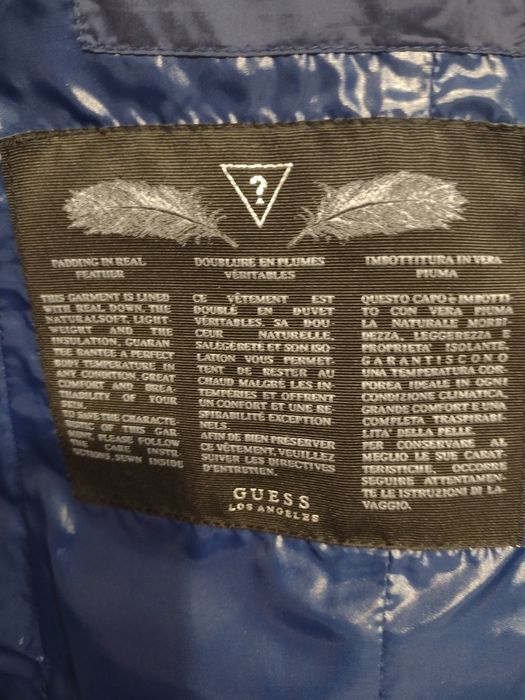 ?
PADDING IN REAL
FEATHER
THIS GARMENT IS LINED
WITH REAL DOWN. THE
NATURAL SOFT, LIGHT
WEIGHT AND THE
INSULATION, GUARAN-
TEE RANTEE A PERFECT
BODY TEMPERATURE IN
ANY CONDITION, GREAT
COMFORT AND BREA-
THABILITY OF YOUR
SKIN.
TO SAVE THE CHARACTE-
OF THIS GAR-
PLEASE FOLLOW
CARE INSTR-
SEWN INSIDE
DOUBLURE EN PLUMES
VÉRITABLES
CE VÊTEMENT EST
DOUBLÉ EN DUVET
VÉRITABLES, SA DOU-
CEUR NATURELLE,
SALÉGÈRETÉ ET SON ISO-
LATION VOUS PERMET
TENT DE RESTER AU
CHAUD MALGRÉ LES IN-
TEMPÉRIES ET OFFRENT
UN CONFORT ET UNE RE-
SPIRABILITÉ EXCEPTION
NELS.
AFIN DE BIEN PRÉSERVER
CE VÊTEMENT, VEUILLEZ
SUIVRE LES DIRECTIVES
D'ENTRETIEN.
IMBOTTITURA IN VERA
PIUMA
QUESTO CAPO è IMBOTTI
TO CON VERA PIUMA
LA NATURALE MORBI-
DEZZA, LEGGEREZZA E
PROPRIETÀ ISOLANTE,
GARANTISCONO
UNA TEMPERATURA COR-
POREA IDEALE IN OGNI
CONDIZIONE CLIMATICA,
GRANDE COMFORT E UNA
COMPLETA TRASPIRABI-
LITA' DELLA PELLE.
PER CONSERVARE AL
MEGLIO LE SUE CARAT-
TERISTICHE, OCCORRE
SEGUIRE ATTENTAMEN-
TE LE ISTRUZIONI DI LA-
VAGGIO.
GUESS
LOS ANGELES